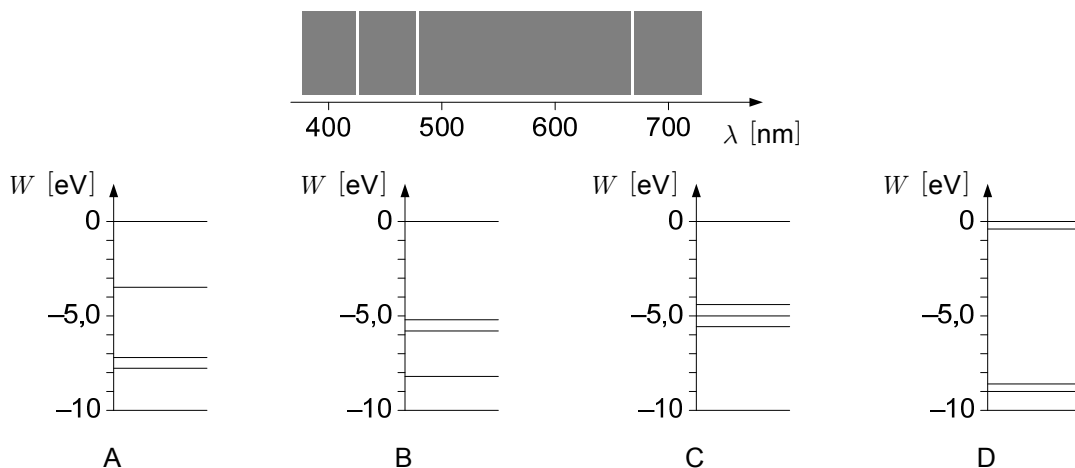 400 500 600 700
λ [nm]
W [eV] W [eV] W [eV] W [eV]
0 0 0 0
–5,0 –5,0 –5,0 –5,0
–10 –10 –10 –10
A B C D